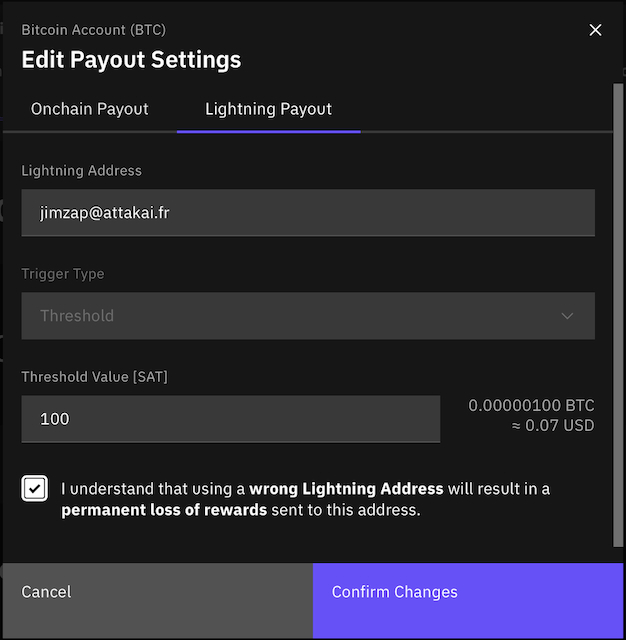 Bitcoin Account (BTC)
Edit Payout Settings
Onchain Payout
Lightning Payout
Lightning Address
jimzap@attakai.fr
Trigger Type
Threshold
Threshold Value [SAT]
100
0.00000100 BTC
≈ 0.07 USD
I understand that using a wrong Lightning Address will result in a
permanent loss of rewards sent to this address.
Cancel
Confirm Changes